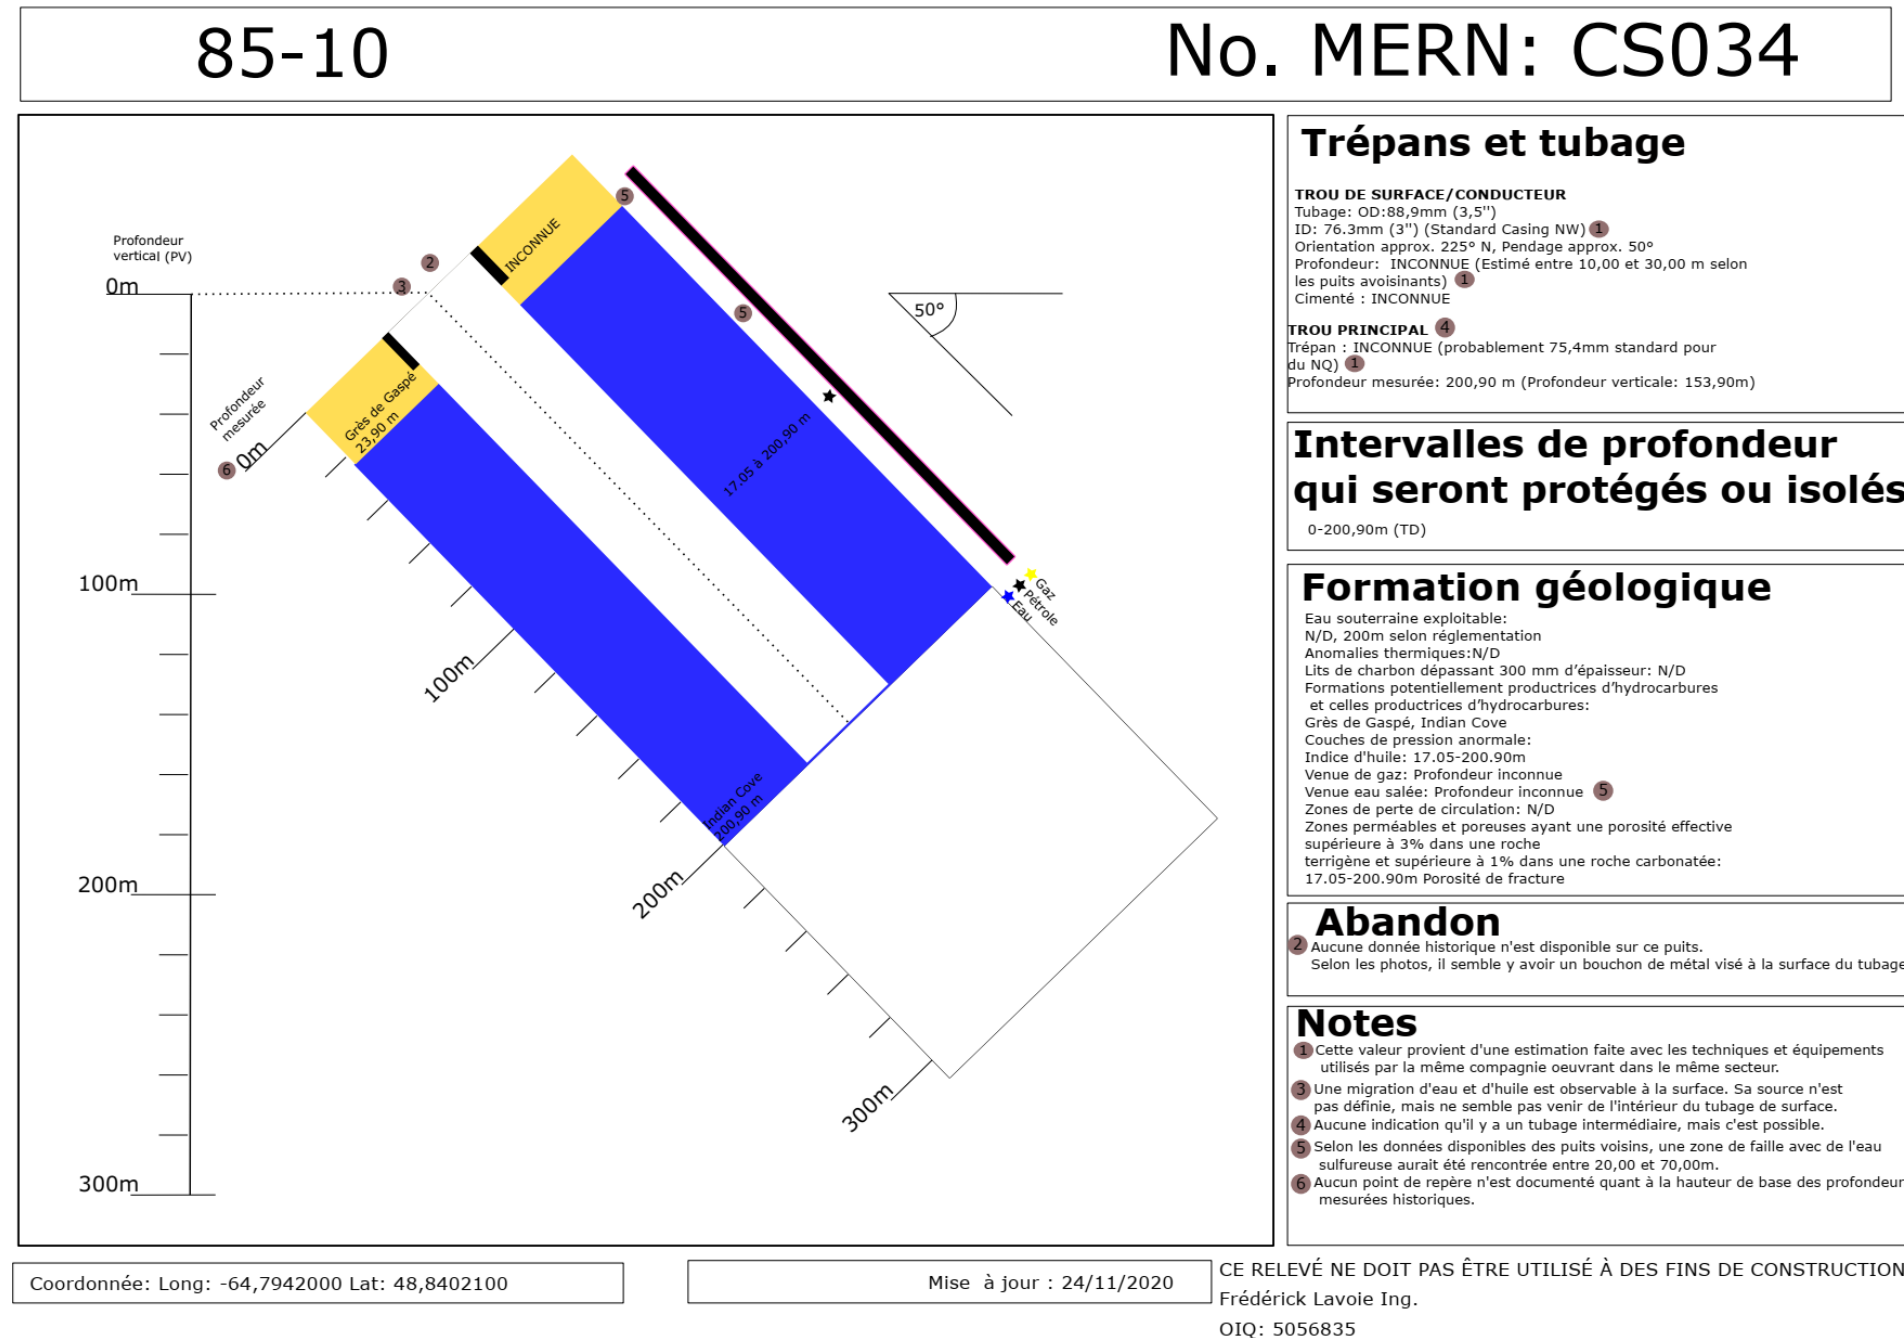 85-10
No. MERN: CS034
Profondeur
vertical (PV)
0m
100m
200m
300m
Profondeur
mesurée
0m
100m
200m
300m
2
3
6
5
5
INCONNUE
Grès de Gaspé
23,90 m
17.05 à 200,90 m
Indian Cove
200,90 m
50°
Gaz
Pétrole
Eau
Trépans et tubage
TROU DE SURFACE/CONDUCTEUR
Tubage: OD:88,9mm (3,5'')
ID: 76.3mm (3'') (Standard Casing NW) 1
Orientation approx. 225° N, Pendage approx. 50°
Profondeur: INCONNUE (Estimé entre 10,00 et 30,00 m selon
les puits avoisinants) 1
Cimenté : INCONNUE
TROU PRINCIPAL 4
Trépan : INCONNUE (probablement 75,4mm standard pour
du NQ) 1
Profondeur mesurée: 200,90 m (Profondeur verticale: 153,90m)
Intervalles de profondeur
qui seront protégés ou isolés
0-200,90m (TD)
Formation géologique
Eau souterraine exploitable:
N/D, 200m selon réglementation
Anomalies thermiques:N/D
Lits de charbon dépassant 300 mm d'épaisseur: N/D
Formations potentiellement productrices d'hydrocarbures
et celles productrices d'hydrocarbures:
Grès de Gaspé, Indian Cove
Couches de pression anormale:
Indice d'huile: 17.05-200.90m
Venue de gaz: Profondeur inconnue
Venue eau salée: Profondeur inconnue 5
Zones de perte de circulation: N/D
Zones perméables et poreuses ayant une porosité effective
supérieure à 3% dans une roche
terrigène et supérieure à 1% dans une roche carbonatée:
17.05-200.90m Porosité de fracture
Abandon
2 Aucune donnée historique n'est disponible sur ce puits.
Selon les photos, il semble y avoir un bouchon de métal visé à la surface du tubage
Notes
1 Cette valeur provient d'une estimation faite avec les techniques et équipements
utilisés par la même compagnie oeuvrant dans le même secteur.
3 Une migration d'eau et d'huile est observable à la surface. Sa source n'est
pas définie, mais ne semble pas venir de l'intérieur du tubage de surface.
4 Aucune indication qu'il y a un tubage intermédiaire, mais c'est possible.
5 Selon les données disponibles des puits voisins, une zone de faille avec de l'eau
sulfureuse aurait été rencontrée entre 20,00 et 70,00m.
6 Aucun point de repère n'est documenté quant à la hauteur de base des profondeur
mesurées historiques.
Coordonnée: Long: -64,7942000 Lat: 48,8402100
Mise à jour : 24/11/2020
CE RELEVÉ NE DOIT PAS ÊTRE UTILISÉ À DES FINS DE CONSTRUCTION
Frédérick Lavoie Ing.
OIQ: 5056835